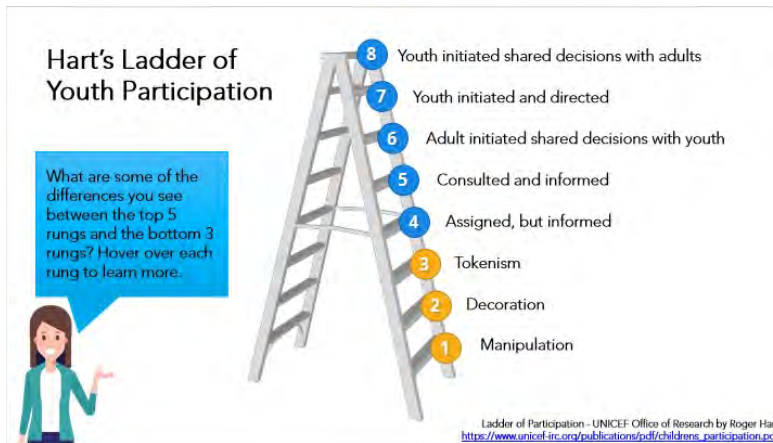 Hart's Ladder of
Youth Participation
What are some of the
differences you see
between the top 5
rungs and the bottom 3
rungs? Hover over each
rung to learn more.
8 Youth initiated shared decisions with adults
7 Youth initiated and directed
6 Adult initiated shared decisions with youth
5 Consulted and informed
4 Assigned, but informed
3 Tokenism
2 Decoration
1 Manipulation
Ladder of Participation - UNICEF Office of Research by Roger Ha
https://www.unicef-irc.org/publications/pdf/childrens_participation.pd